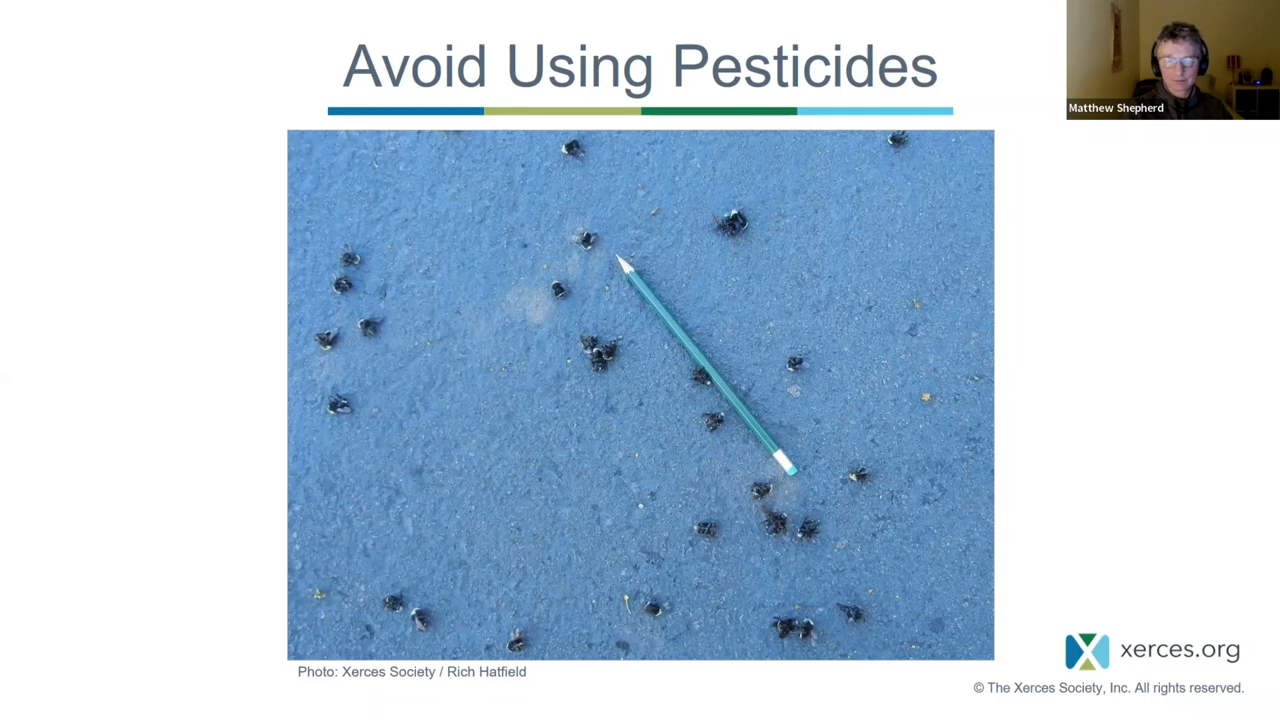 Avoid Using Pesticides
Matthew Shepherd
Photo: Xerces Society / Rich Hatfield
xerces.org
© The Xerces Society, Inc. All rights reserved.